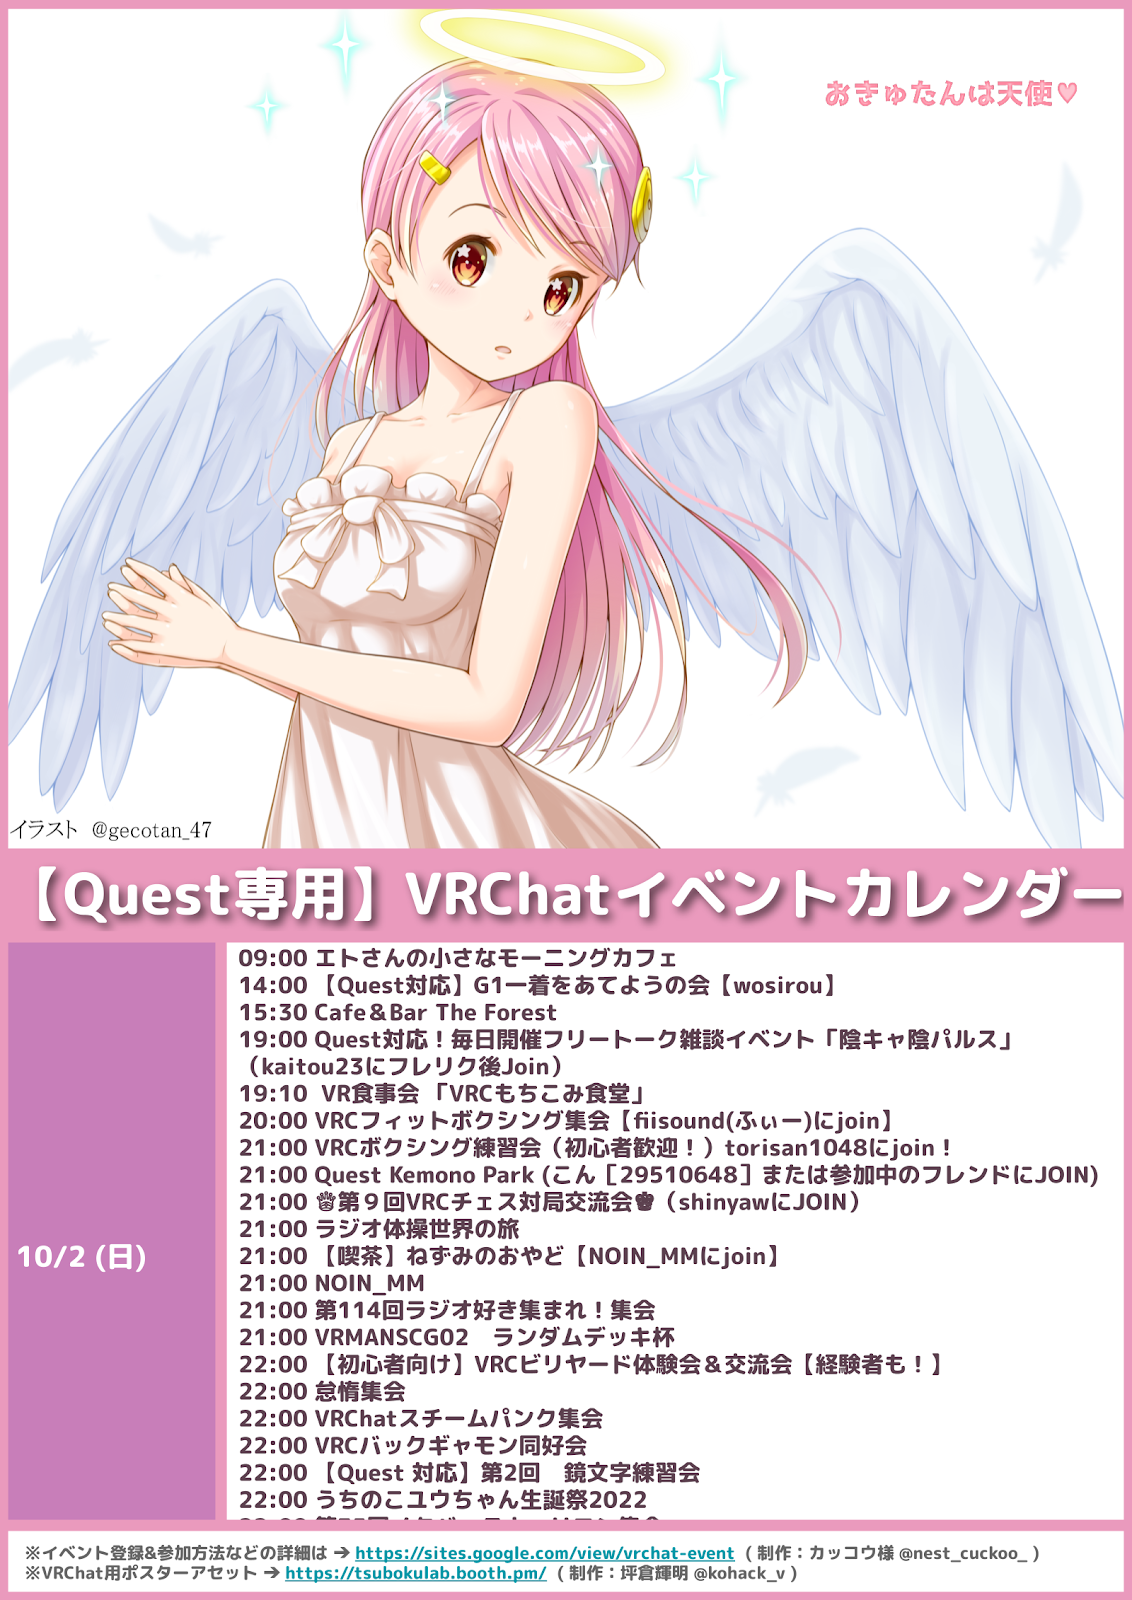 おきゅたんは天使♥
イラスト @gecotan_47
【Quest専用】VRChatイベントカレンダー
10/2 (日)
09:00 エトさんの小さなモーニングカフェ
14:00 【Quest対応】G1一着をあてようの会【wosirou】
15:30 Cafe＆Bar The Forest
19:00 Quest対応！毎日開催フリートーク雑談イベント「陰キャ陰パルス」
（kaitou23にフレリク後Join）
19:10 VR食事会 「VRCもちこみ食堂」
20:00 VRCフィットボクシング集会【fiisound(ふぃー)にjoin】
21:00 VRCボクシング練習会（初心者歓迎！）torisan1048にjoin！
21:00 Quest Kemono Park (こん［29510648］または参加中のフレンドにJOIN)
21:00 ♔第９回VRCチェス対局交流会♚（shinyawにJOIN）
21:00 ラジオ体操世界の旅
21:00 【喫茶】ねずみのおやど【NOIN_MMにjoin】
21:00 NOIN_MM
21:00 第114回ラジオ好き集まれ！集会
21:00 VRMANSCG02　ランダムデッキ杯
22:00 【初心者向け】VRCビリヤード体験会＆交流会【経験者も！】
22:00 怠惰集会
22:00 VRChatスチームパンク集会
22:00 VRCバックギャモン同好会
22:00 【Quest 対応】第2回　鏡文字練習会
22:00 うちのこユウちゃん生誕祭2022
※イベント登録&参加方法などの詳細は ➔ https://sites.google.com/view/vrchat-event ( 制作：カッコウ様 @nest_cuckoo_ )
※VRChat用ポスターアセット ➔ https://tsubokulab.booth.pm/ ( 制作：坪倉輝明 @kohack_v )